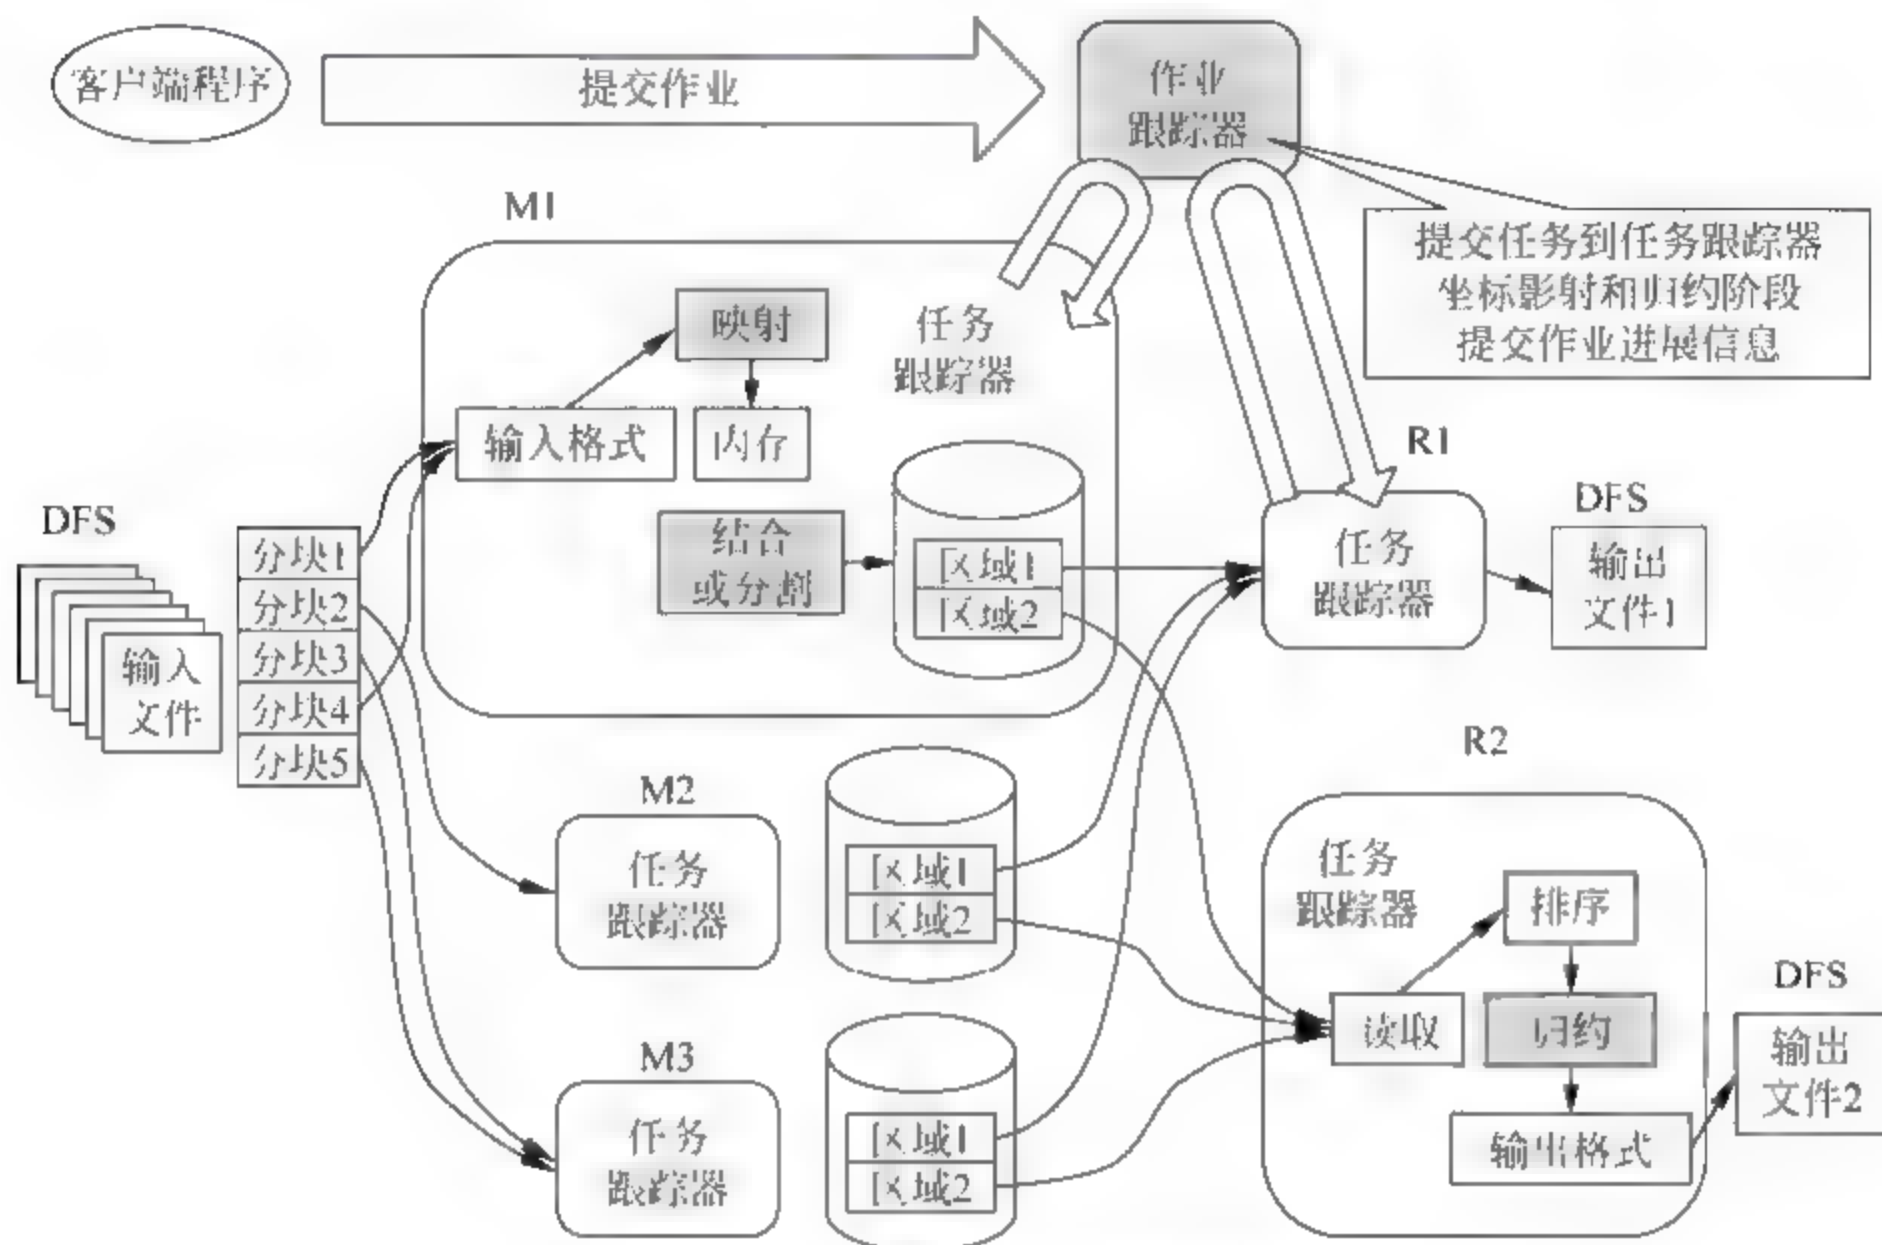 客户端程序
提交作业
作业
跟踪器
提交任务到任务跟踪器
坐标影射和归约阶段
提交作业进展信息
M1
映射
任务
跟踪器
输入格式
内存
结合
或分割
区域1
区域2
DFS
输入
文件
分块1
分块2
分块3
分块4
分块5
R1
任务
跟踪器
DFS
输出
文件1
M2
任务
跟踪器
区域1
区域2
M3
任务
跟踪器
区域1
区域2
R2
任务
跟踪器
排序
读取
归约
输出格式
DFS
输出
文件2